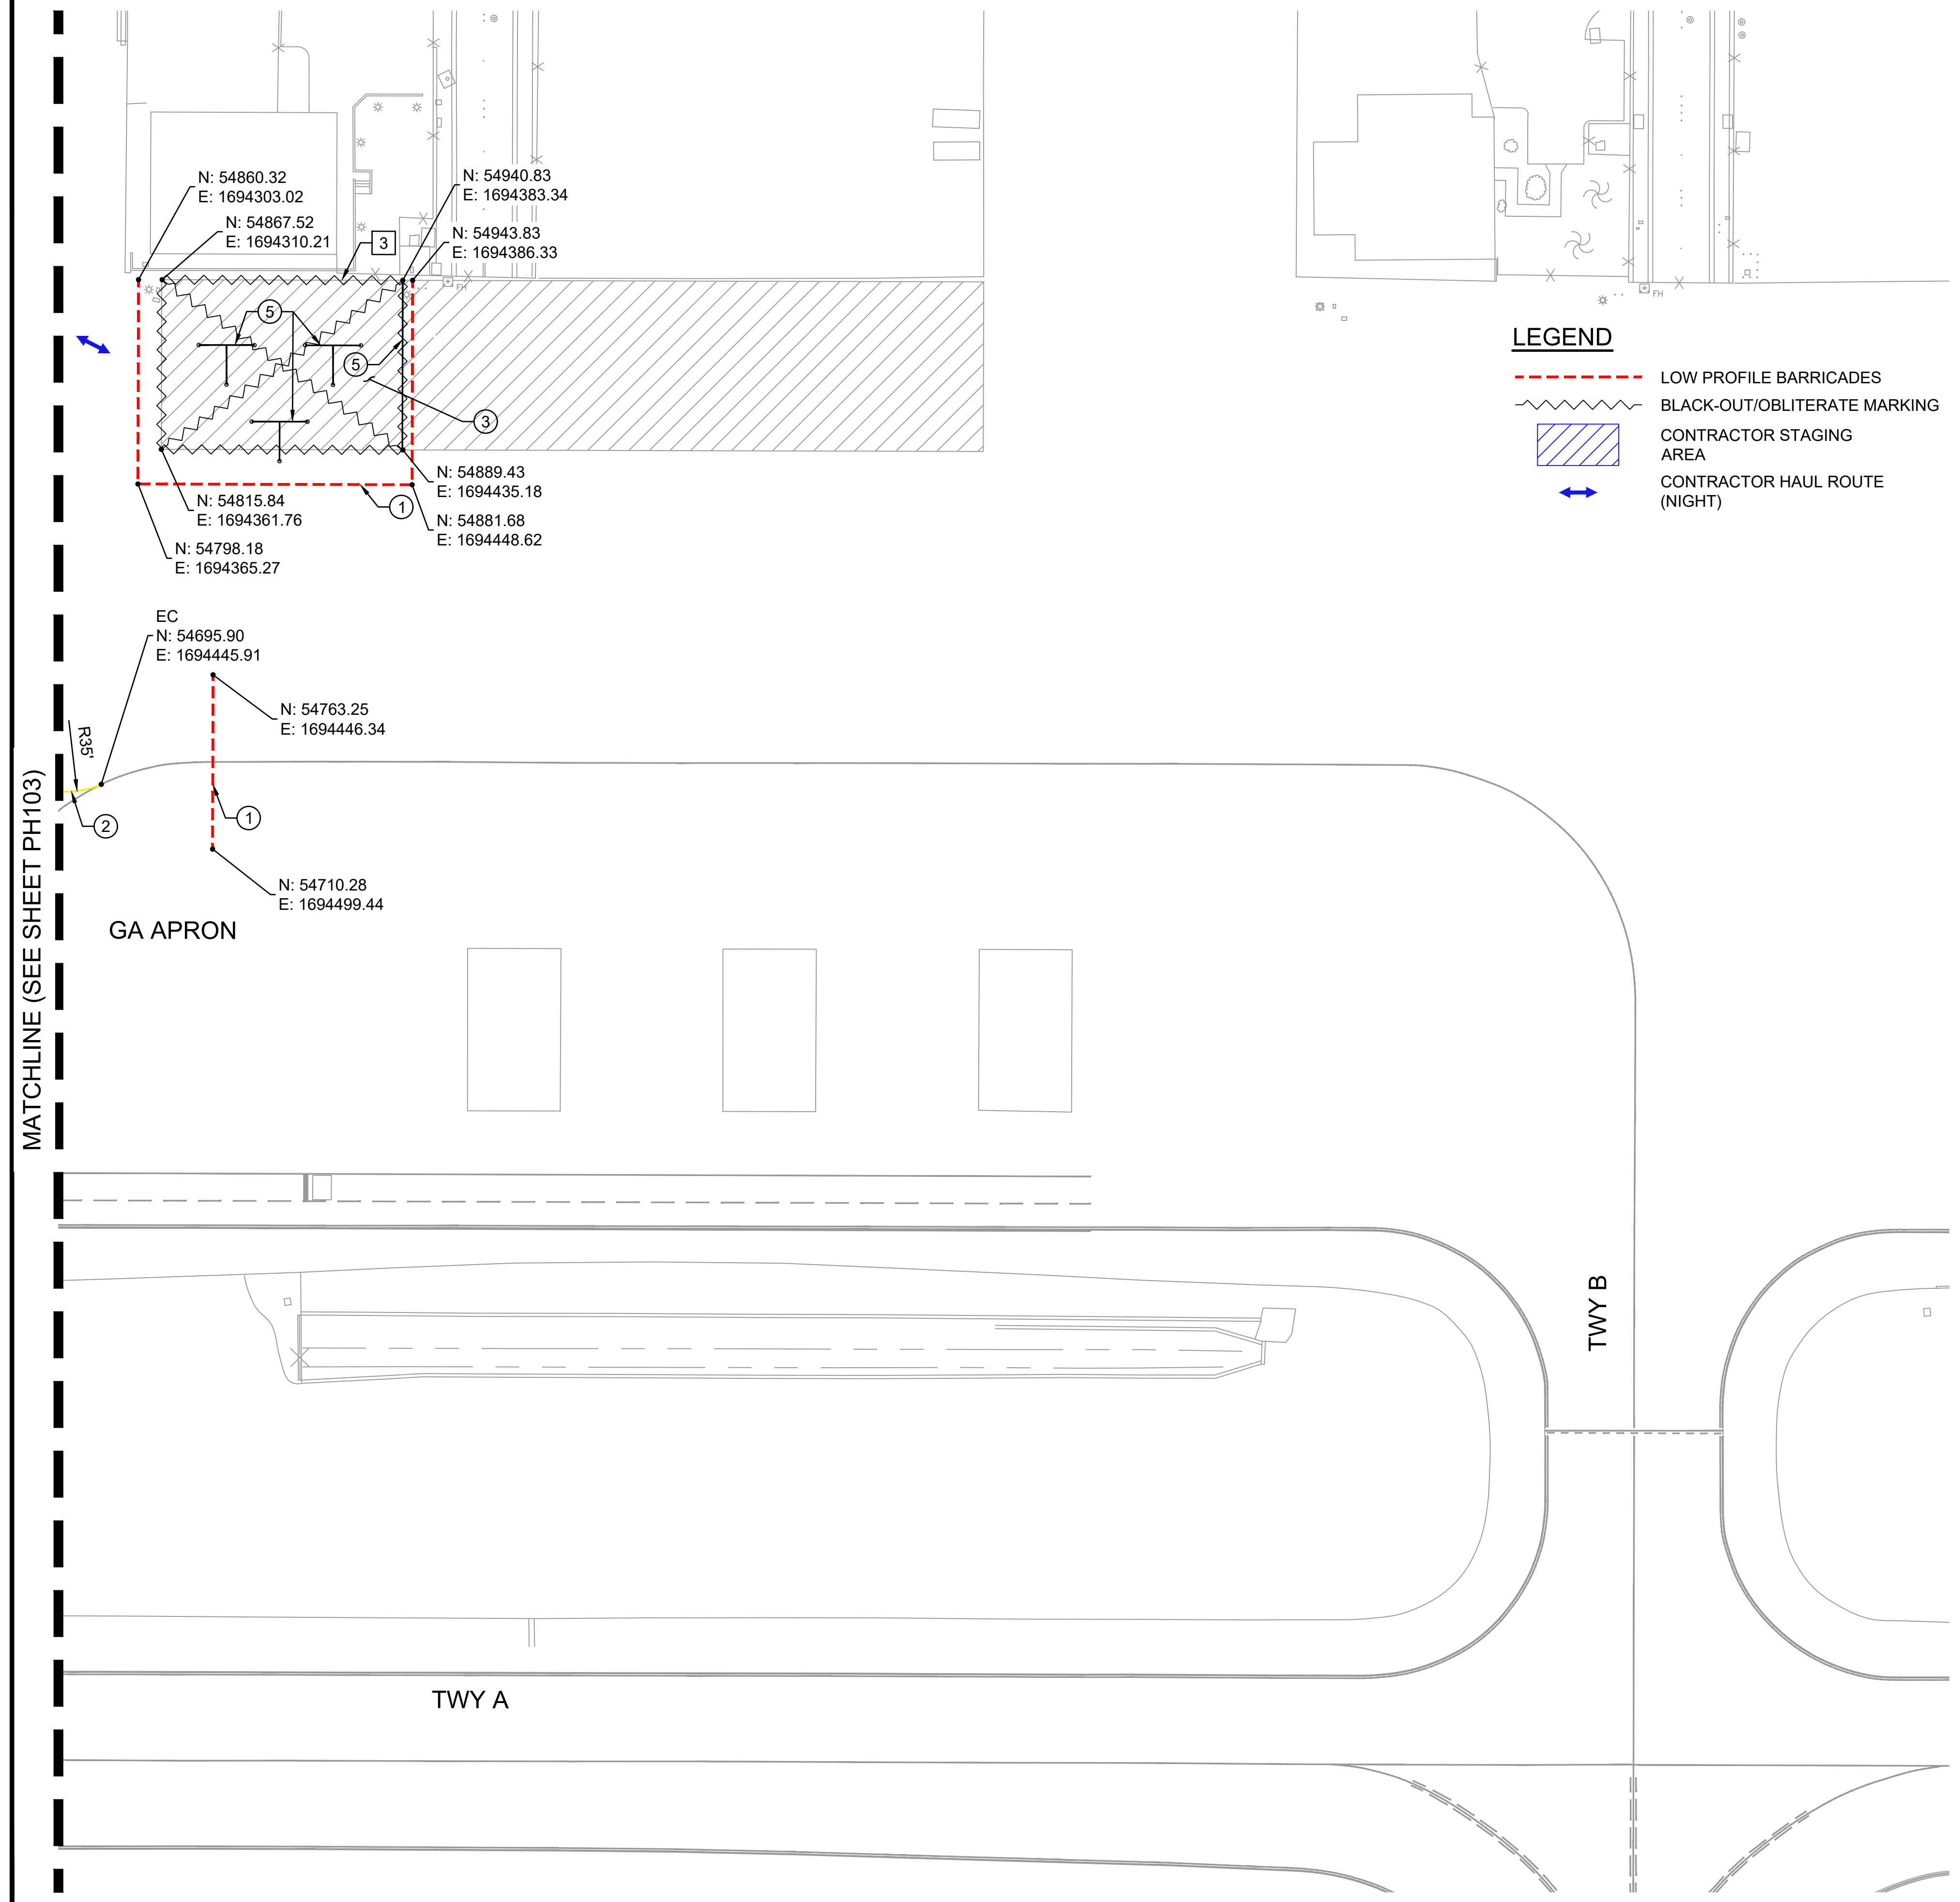 N: 54860.32
E: 1694303.02
N: 54867.52
E: 1694310.21
3
N: 54940.83
E: 1694383.34
N: 54943.83
E: 1694386.33
FH
FH
5
5
3
N: 54889.43
E: 1694435.18
N: 54815.84
E: 1694361.76
1
N: 54881.68
E: 1694448.62
N: 54798.18
E: 1694365.27
LEGEND
LOW PROFILE BARRICADES
BLACK-OUT/OBLITERATE MARKING
CONTRACTOR STAGING
AREA
CONTRACTOR HAUL ROUTE
(NIGHT)
EC
N: 54695.90
E: 1694445.91
N: 54763.25
E: 1694446.34
R35'
2
1
N: 54710.28
E: 1694499.44
GA APRON
MATCHLINE (SEE SHEET PH103)
TWY B
TWY A